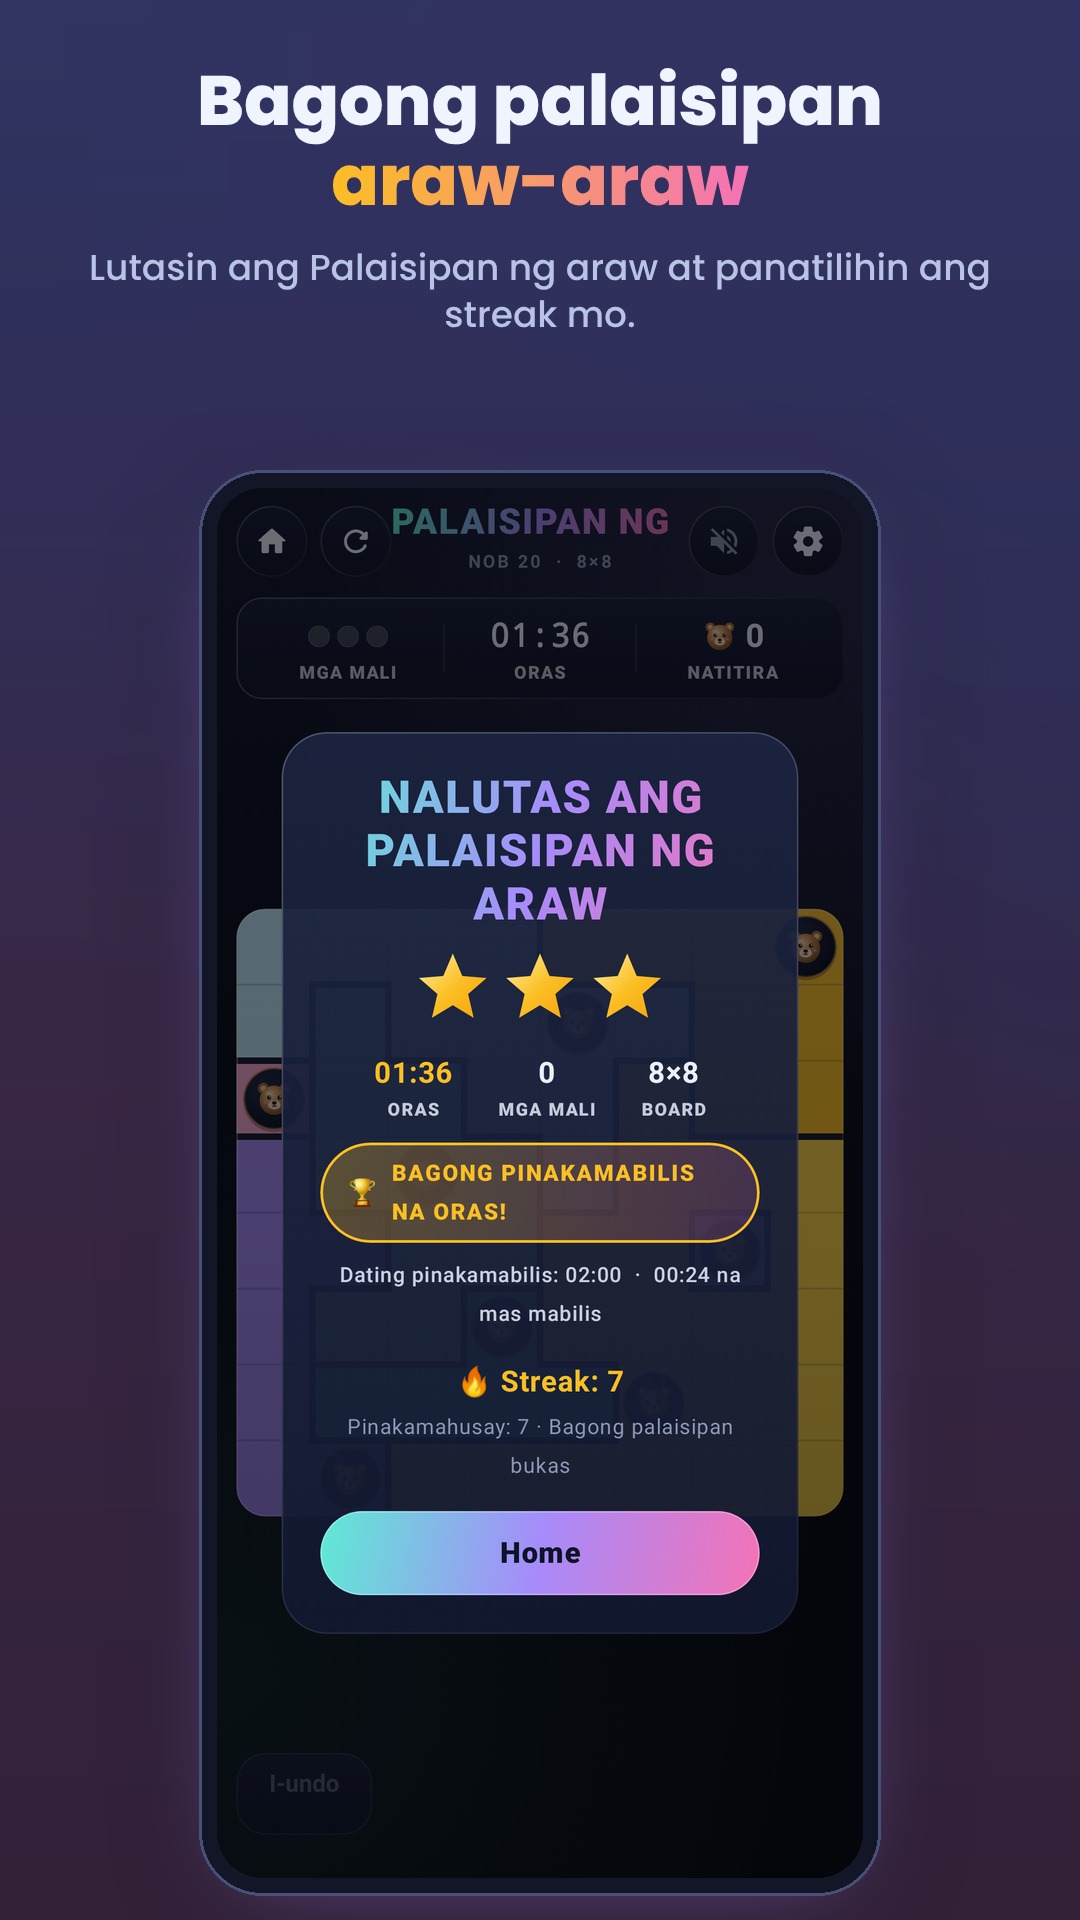 Bagong palaisipan
araw-araw
Lutasin ang Palaisipan ng araw at panatilihin ang
streak mo.
PALAISIPAN NG
NOB 20 · 8×8
01:36
0
MGA MALI
ORAS
NATITIRA
NALUTAS ANG
PALAISIPAN NG
ARAW
01:36
0
8×8
ORAS
MGA MALI
BOARD
BAGONG PINAKAMABILIS
NA ORAS!
Dating pinakamabilis: 02:00 · 00:24 na
mas mabilis
Streak: 7
Pinakamahusay: 7 · Bagong palaisipan
bukas
Home
I-undo